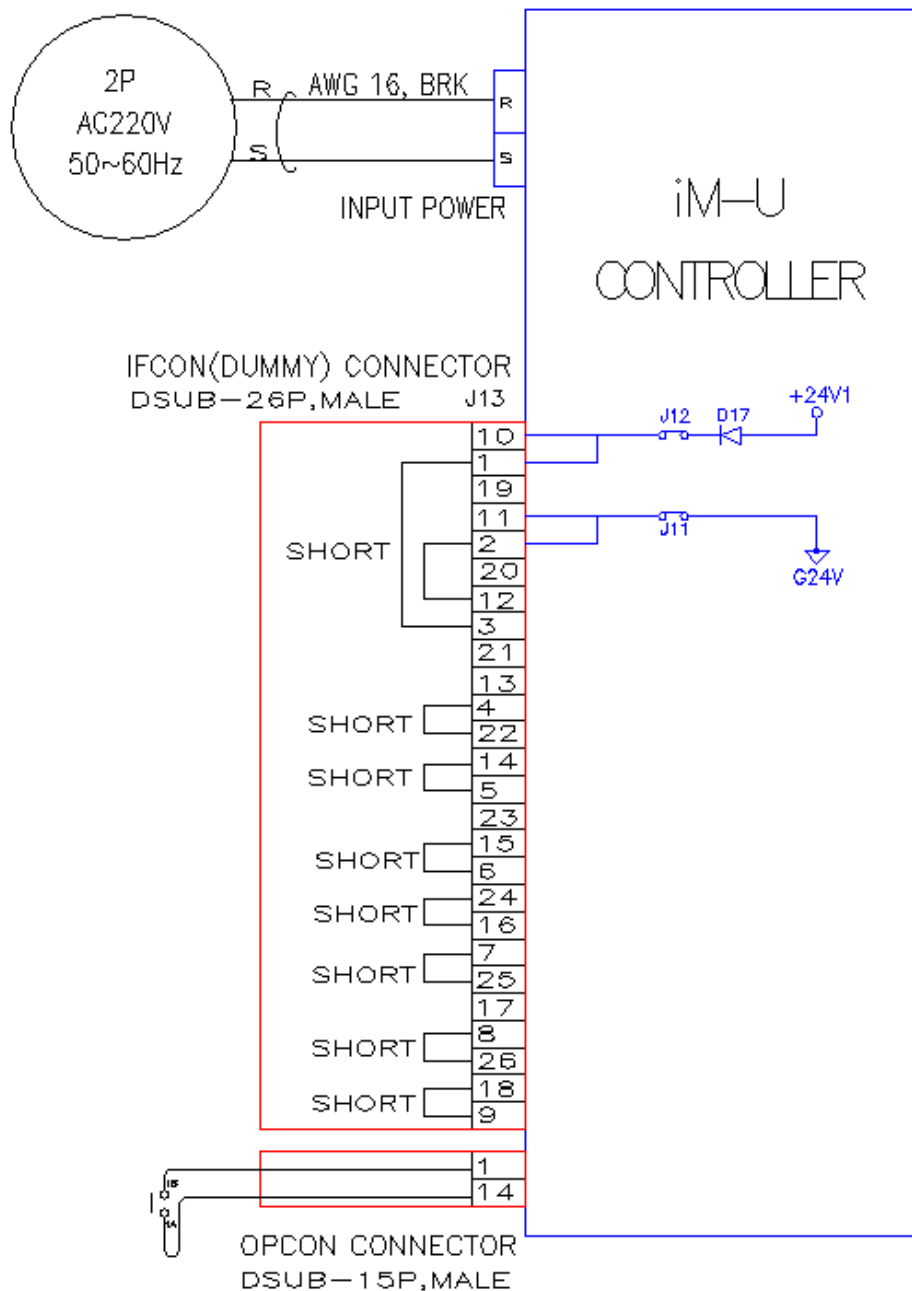 2P
AC220V
50~60Hz
R
AWG 16, BRK
S
R
S
INPUT POWER
iM-U
CONTROLLER
IFCON(DUMMY) CONNECTOR
DSUB-26P,MALE
J13
J12
D17
+24V1
J11
G24V
10
1
19
11
2
20
12
3
21
13
4
22
14
5
23
15
6
24
16
7
25
17
8
26
18
9
SHORT
SHORT
SHORT
SHORT
SHORT
SHORT
SHORT
SHORT
1
14
OPCON CONNECTOR
DSUB-15P,MALE